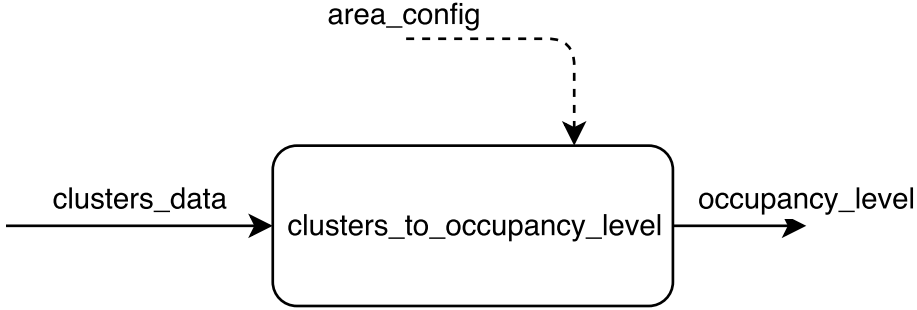 area_config
clusters_data
clusters_to_occupancy_level
occupancy_level